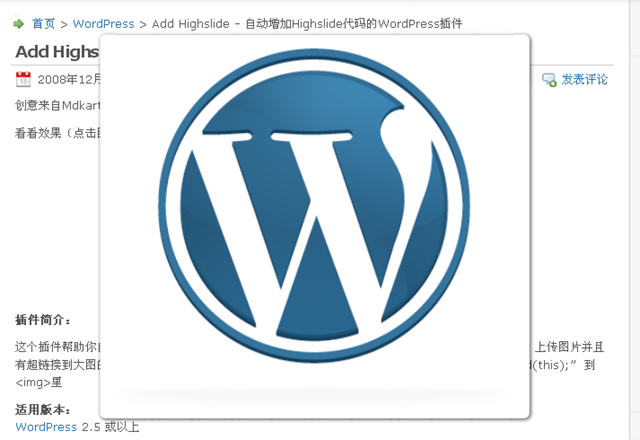 首页 > WordPress > Add Highslide - 自动增加Highslide代码的WordPress插件
Add Highs
2008年12月 发表评论
创意来自Mdkart
看看效果（点击
插件简介：
这个插件帮助你 上传图片并且
有超链接到大图的 d(this);” 到
<img>里
适用版本：
WordPress 2.5 或以上